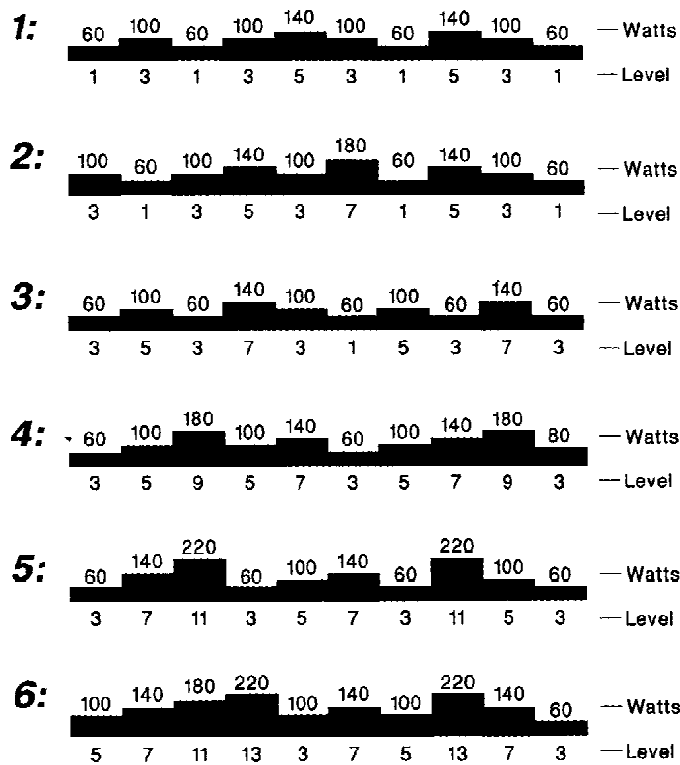 1: 60 100 60 100 140 100 60 140 100 60 — Watts
1 3 1 3 5 3 1 5 3 1 — Level
2: 100 60 100 140 100 180 60 140 100 60 — Watts
3 1 3 5 3 7 1 5 3 1 — Level
3: 60 100 60 140 100 60 100 60 140 60 — Watts
3 5 3 7 3 1 5 3 7 3 — Level
4: 60 100 180 100 140 60 100 140 180 80 — Watts
3 5 9 5 7 3 5 7 9 3 — Level
5: 60 140 220 60 100 140 60 220 100 60 — Watts
3 7 11 3 5 7 3 11 5 3 — Level
6: 100 140 180 220 100 140 100 220 140 60 — Watts
5 7 11 13 3 7 5 13 7 3 — Level